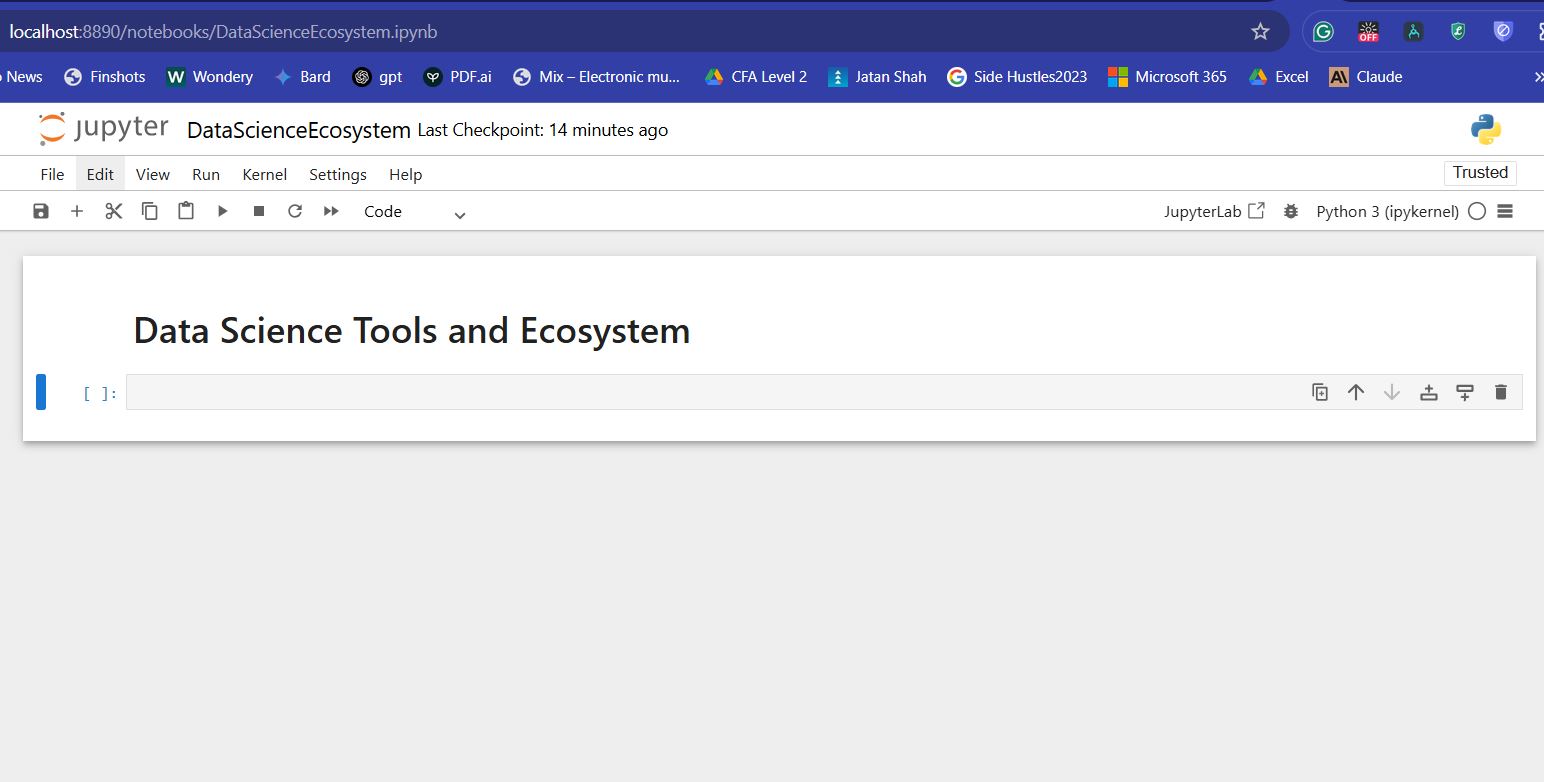 localhost:8890/notebooks/DataScienceEcosystem.ipynb
OFF
News Finshots W Wondery Bard gpt PDF.ai Mix – Electronic mu... CFA Level 2 Jatan Shah Side Hustles2023 Microsoft 365 Excel A\ Claude »
jupyter DataScienceEcosystem Last Checkpoint: 14 minutes ago
File Edit View Run Kernel Settings Help Trusted
Code JupyterLab Python 3 (ipykernel)
Data Science Tools and Ecosystem
[ ]: